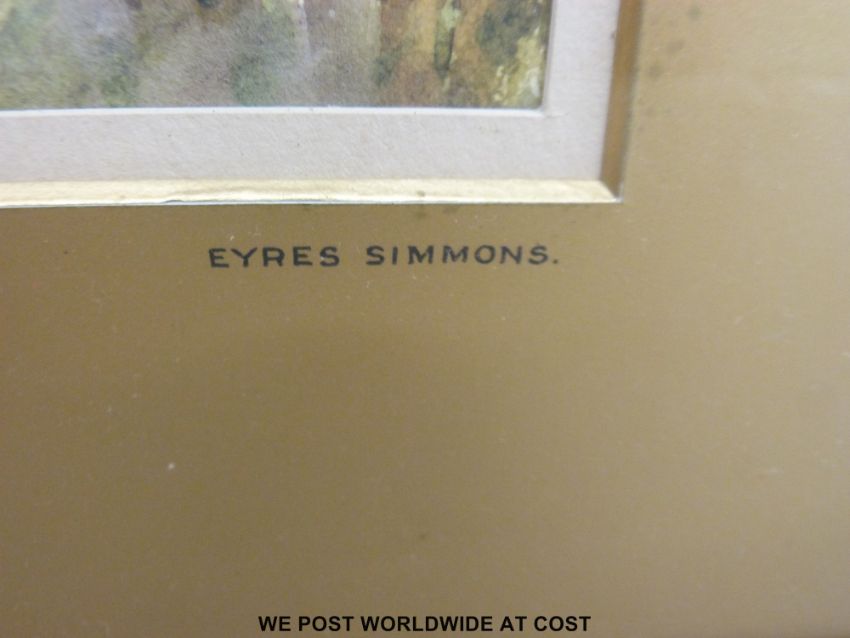 EYRES SIMMONS.
WE POST WORLDWIDE AT COST